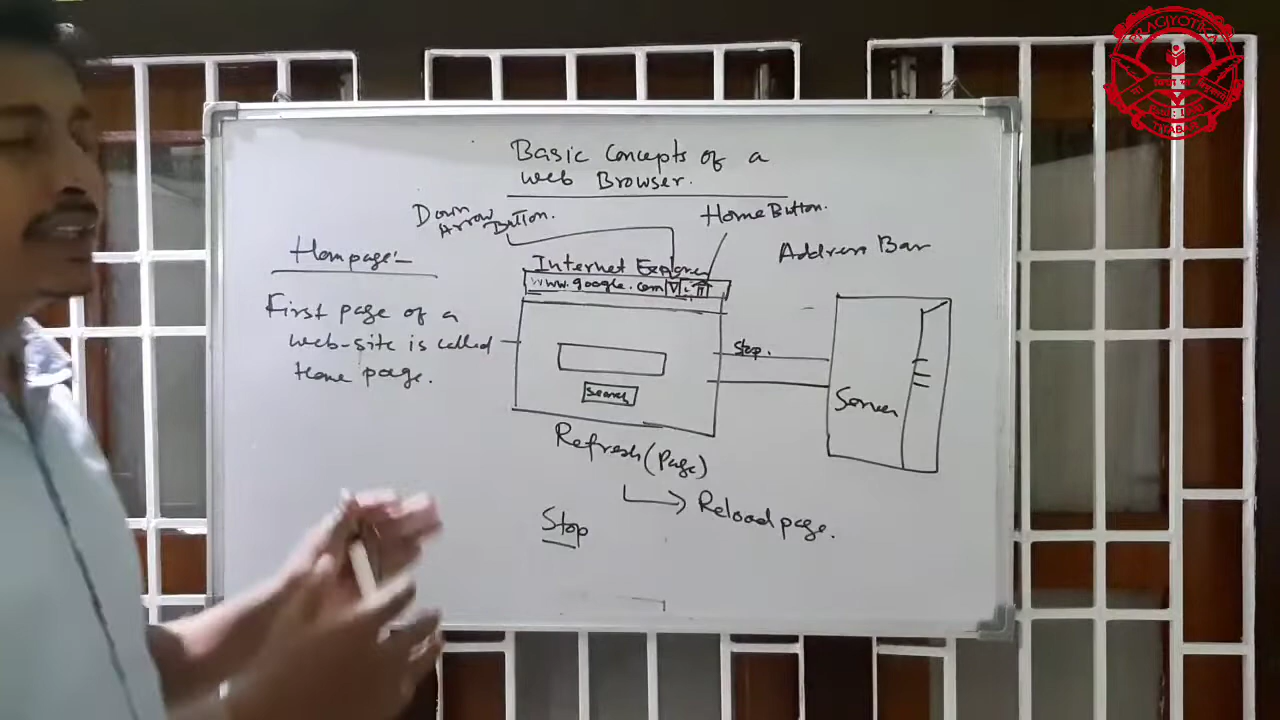 Basic Concepts of a
Web Browser.
Down
Arrow Button.
Home Button.
Hompage:-
Internet Explorer
Address Bar
www.google.com
First page of a
web-site is called
Home page.
Stop.
Search
Server
Refresh (Page)
Reload page.
Stop
PRAGJYOTIKA